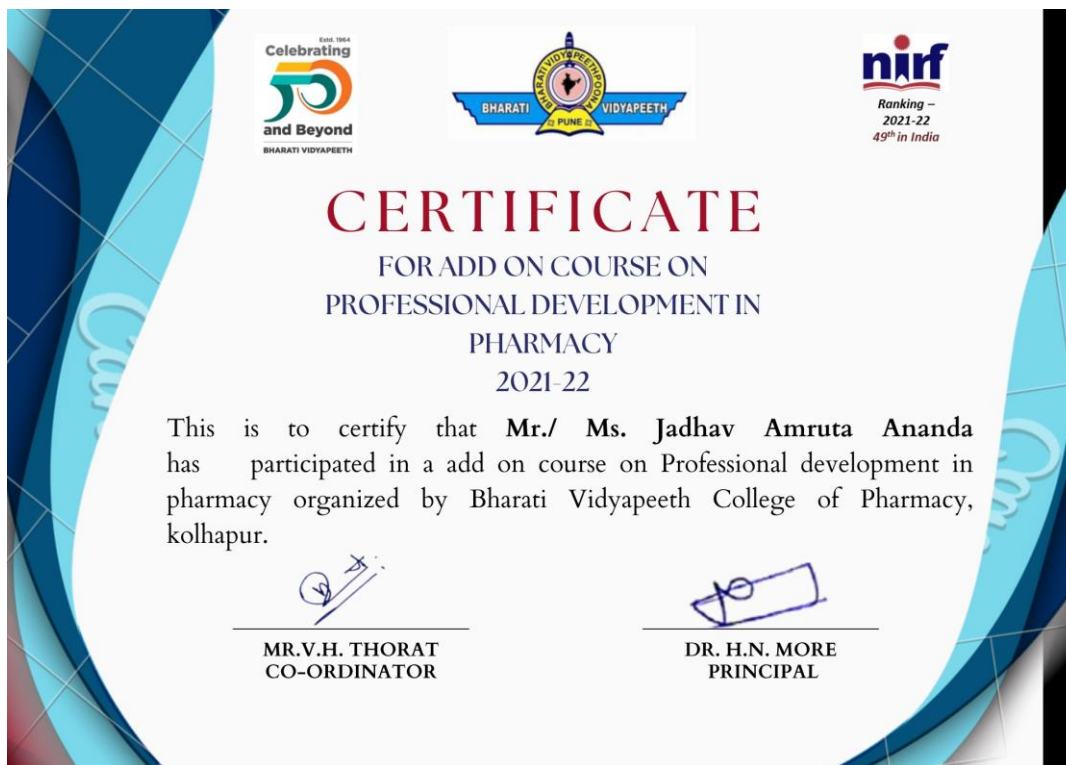 Estd. 1964
Celebrating
50
and Beyond
BHARATI VIDYAPEETH
BHARATI VIDYAPEETH POONA
BHARATI VIDYAPEETH
PUNE
nirf
Ranking –
2021-22
49th in India
CERTIFICATE
FOR ADD ON COURSE ON
PROFESSIONAL DEVELOPMENT IN
PHARMACY
2021-22
This is to certify that Mr./ Ms. Jadhav Amruta Ananda
has participated in a add on course on Professional development in
pharmacy organized by Bharati Vidyapeeth College of Pharmacy,
kolhapur.
MR.V.H. THORAT
CO-ORDINATOR
DR. H.N. MORE
PRINCIPAL